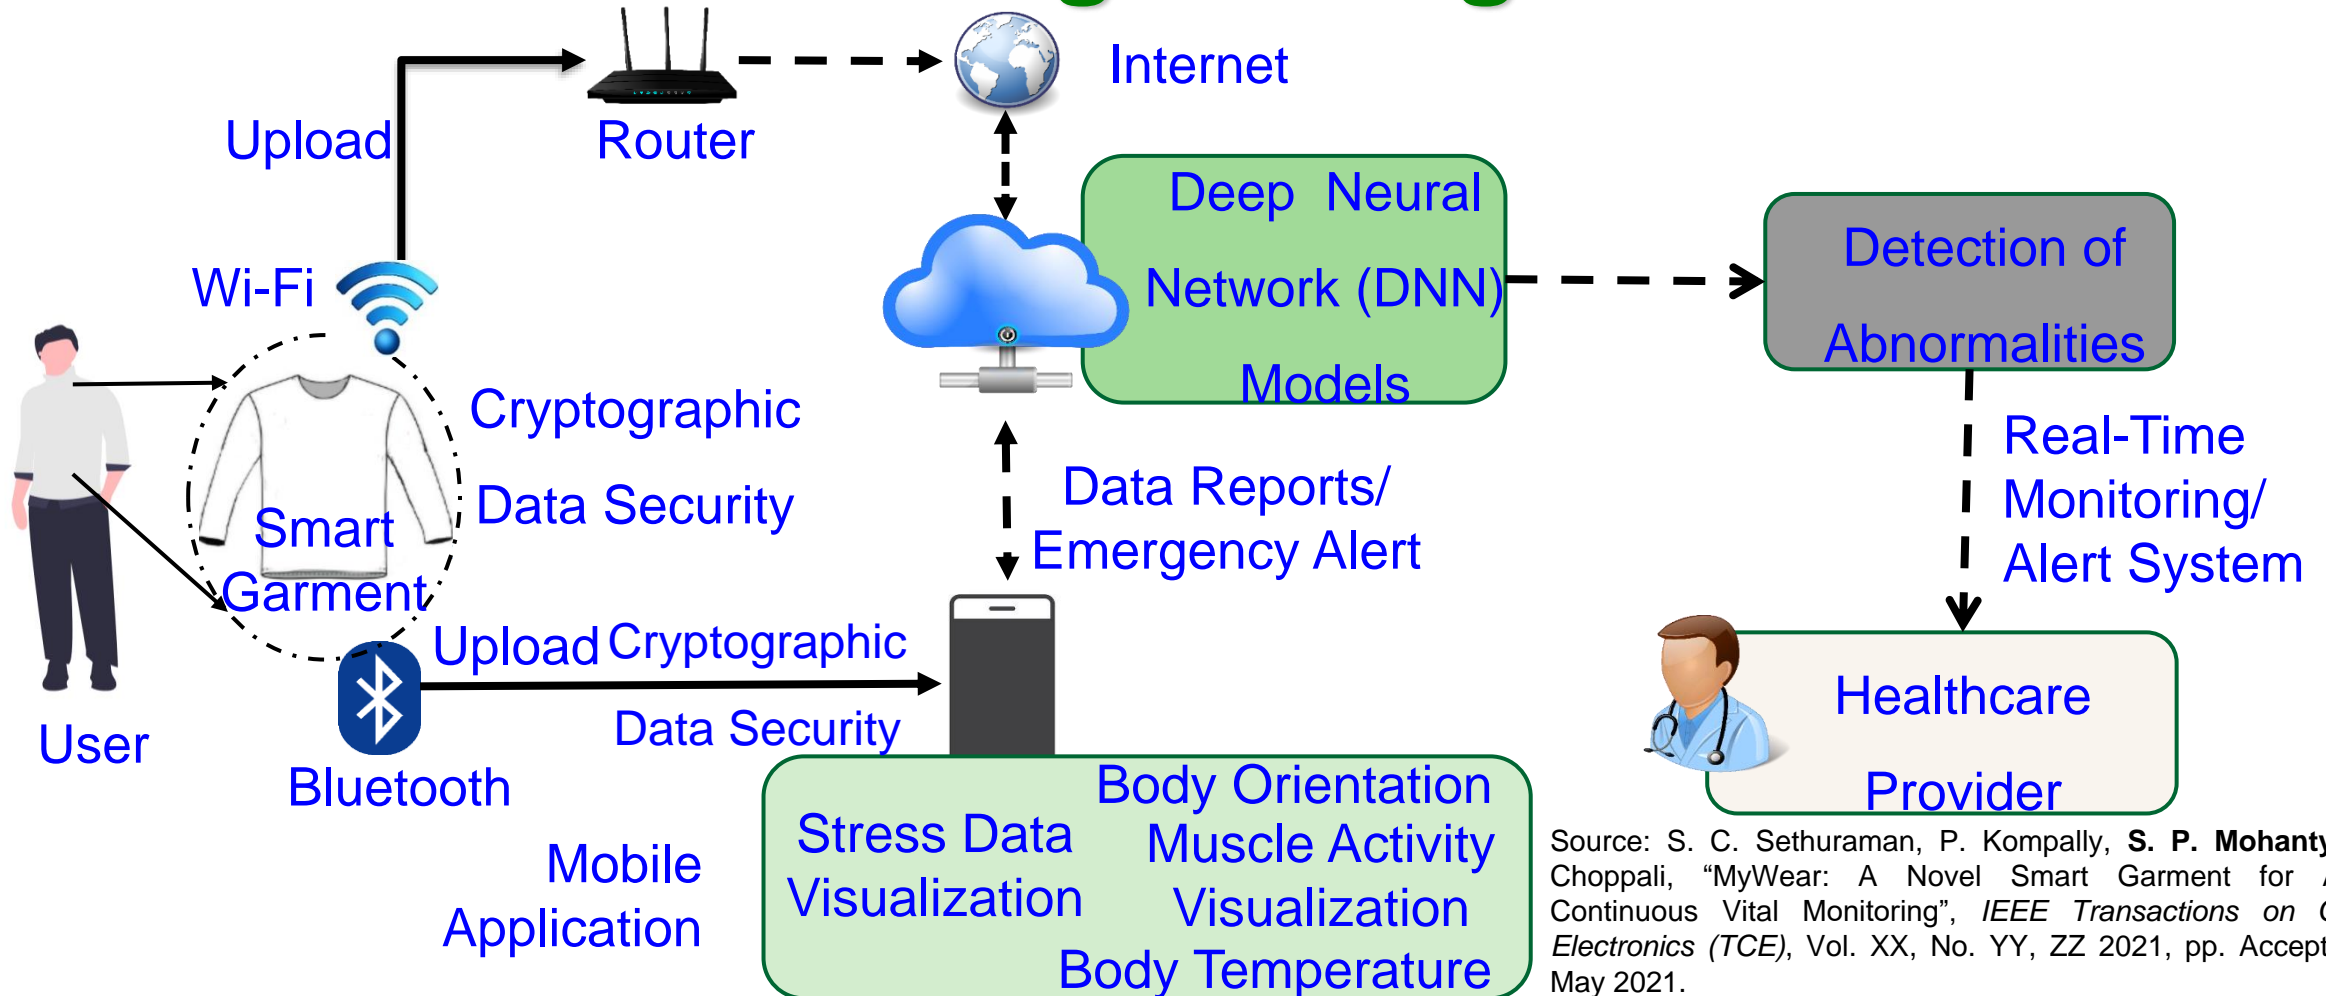 Internet
Upload
Router
Deep Neural
Network (DNN)
Models
Detection of
Abnormalities
Wi-Fi
Cryptographic
Data Security
Smart
Garment
Data Reports/
Emergency Alert
Real-Time
Monitoring/
Alert System
Upload
Cryptographic
Data Security
User
Bluetooth
Healthcare
Provider
Mobile
Application
Stress Data
Visualization
Body Orientation
Muscle Activity
Visualization
Body Temperature
Source: S. C. Sethuraman, P. Kompally, S. P. Mohanty
Choppali, “MyWear: A Novel Smart Garment for
Continuous Vital Monitoring”, IEEE Transactions on
Electronics (TCE), Vol. XX, No. YY, ZZ 2021, pp. Accept
May 2021.